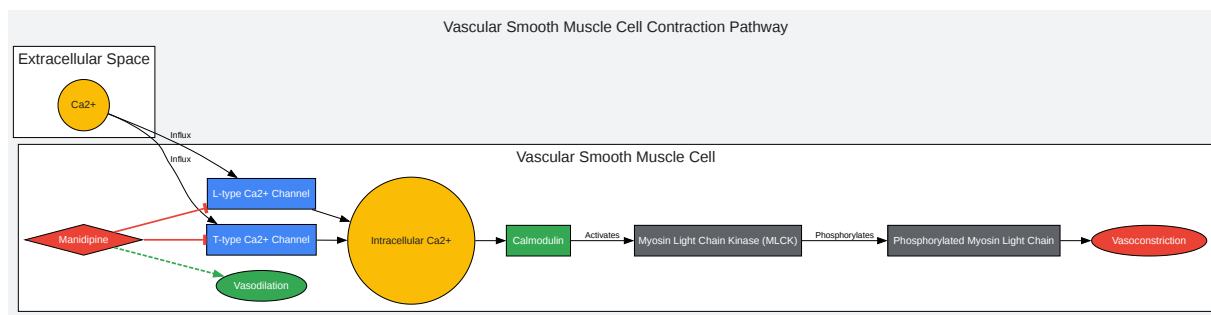 Vascular Smooth Muscle Cell Contraction Pathway
Extracellular Space
Ca2+
Influx
Influx
Vascular Smooth Muscle Cell
L-type Ca2+ Channel
Manidipine
T-type Ca2+ Channel
Intracellular Ca2+
Calmodulin
Activates
Myosin Light Chain Kinase (MLCK)
Phosphorylates
Phosphorylated Myosin Light Chain
Vasoconstriction
Vasodilation